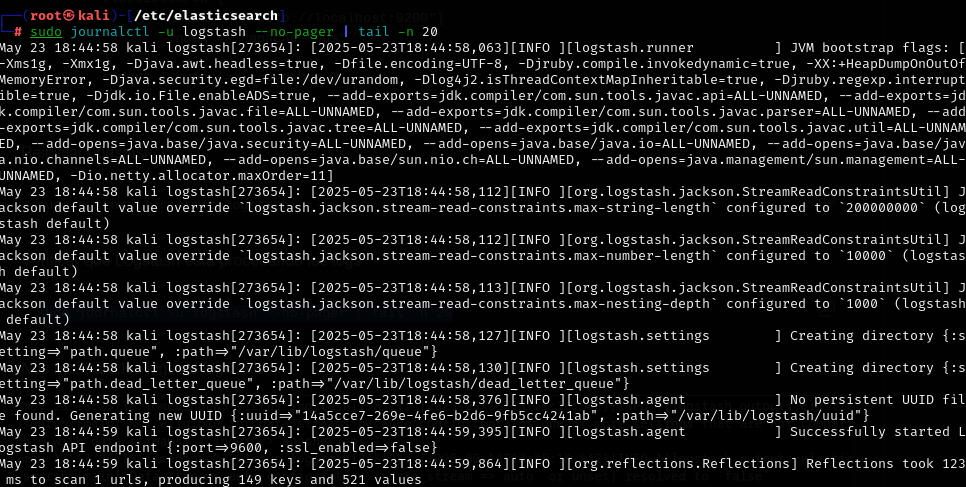 ┌──(root㉿kali)-[/etc/elasticsearch]
└─# sudo journalctl -u logstash --no-pager | tail -n 20
May 23 18:44:58 kali logstash[273654]: [2025-05-23T18:44:58,063][INFO ][logstash.runner          ] JVM bootstrap flags: [
-Xms1g, -Xmx1g, -Djava.awt.headless=true, -Dfile.encoding=UTF-8, -Djruby.compile.invokedynamic=true, -XX:+HeapDumpOnOutOf
MemoryError, -Djava.security.egd=file:/dev/urandom, -Dlog4j2.isThreadContextMapInheritable=true, -Djruby.regexp.interrupt
ible=true, -Djdk.io.File.enableADS=true, --add-exports=jdk.compiler/com.sun.tools.javac.api=ALL-UNNAMED, --add-exports=jd
k.compiler/com.sun.tools.javac.file=ALL-UNNAMED, --add-exports=jdk.compiler/com.sun.tools.javac.parser=ALL-UNNAMED, --add
-exports=jdk.compiler/com.sun.tools.javac.tree=ALL-UNNAMED, --add-exports=jdk.compiler/com.sun.tools.javac.util=ALL-UNNAM
ED, --add-opens=java.base/java.security=ALL-UNNAMED, --add-opens=java.base/java.io=ALL-UNNAMED, --add-opens=java.base/jav
a.nio.channels=ALL-UNNAMED, --add-opens=java.base/sun.nio.ch=ALL-UNNAMED, --add-opens=java.management/sun.management=ALL-
UNNAMED, -Dio.netty.allocator.maxOrder=11]
May 23 18:44:58 kali logstash[273654]: [2025-05-23T18:44:58,112][INFO ][org.logstash.jackson.StreamReadConstraintsUtil] J
ackson default value override `logstash.jackson.stream-read-constraints.max-string-length` configured to `200000000` (log
stash default)
May 23 18:44:58 kali logstash[273654]: [2025-05-23T18:44:58,112][INFO ][org.logstash.jackson.StreamReadConstraintsUtil] J
ackson default value override `logstash.jackson.stream-read-constraints.max-number-length` configured to `10000` (logstas
h default)
May 23 18:44:58 kali logstash[273654]: [2025-05-23T18:44:58,113][INFO ][org.logstash.jackson.StreamReadConstraintsUtil] J
ackson default value override `logstash.jackson.stream-read-constraints.max-nesting-depth` configured to `1000` (logstash
default)
May 23 18:44:58 kali logstash[273654]: [2025-05-23T18:44:58,127][INFO ][logstash.settings        ] Creating directory {:s
etting=>"path.queue", :path=>"/var/lib/logstash/queue"}
May 23 18:44:58 kali logstash[273654]: [2025-05-23T18:44:58,130][INFO ][logstash.settings        ] Creating directory {:s
etting=>"path.dead_letter_queue", :path=>"/var/lib/logstash/dead_letter_queue"}
May 23 18:44:58 kali logstash[273654]: [2025-05-23T18:44:58,376][INFO ][logstash.agent           ] No persistent UUID fil
e found. Generating new UUID {:uuid=>"14a5cce7-269e-4fe6-b2d6-9fb5cc4241ab", :path=>"/var/lib/logstash/uuid"}
May 23 18:44:59 kali logstash[273654]: [2025-05-23T18:44:59,395][INFO ][logstash.agent           ] Successfully started L
ogstash API endpoint {:port=>9600, :ssl_enabled=>false}
May 23 18:44:59 kali logstash[273654]: [2025-05-23T18:44:59,864][INFO ][org.reflections.Reflections] Reflections took 123
ms to scan 1 urls, producing 149 keys and 521 values